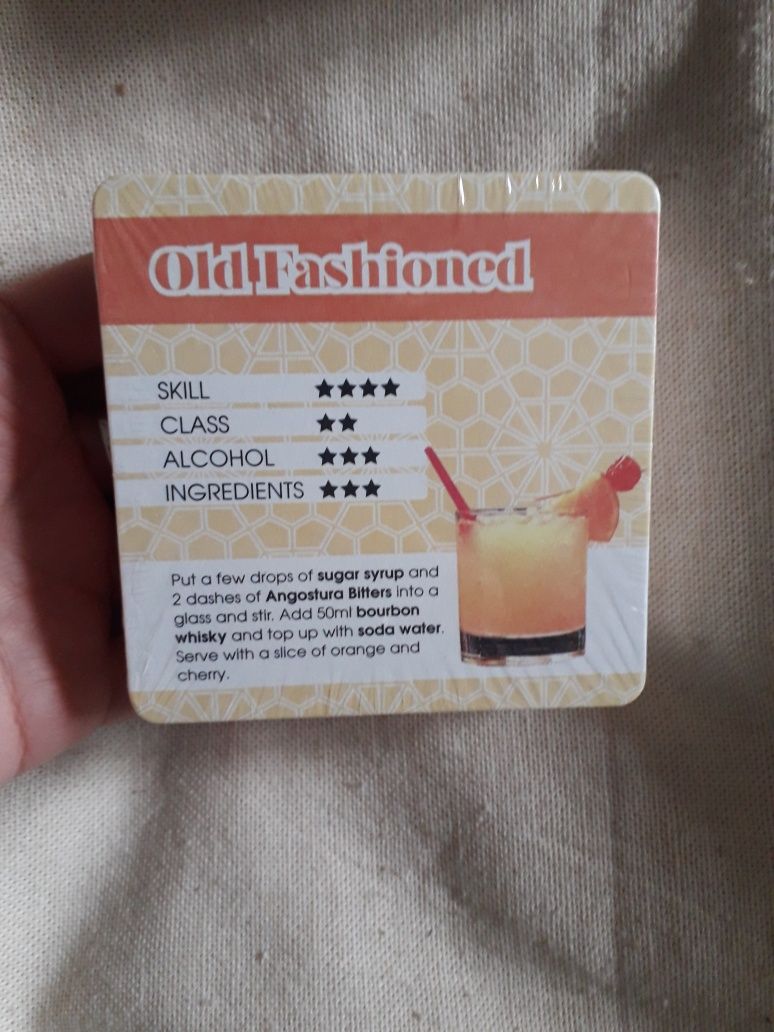 Old Fashioned
SKILL ★★★★
CLASS ★★
ALCOHOL ★★★
INGREDIENTS ★★★
Put a few drops of sugar syrup and
2 dashes of Angostura Bitters into a
glass and stir. Add 50ml bourbon
whisky and top up with soda water.
Serve with a slice of orange and
cherry.